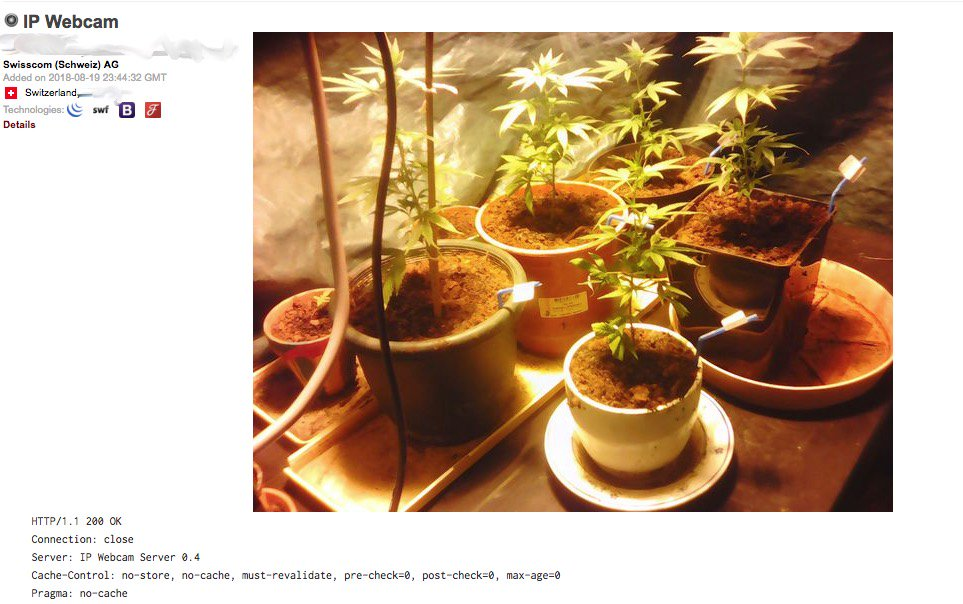 IP Webcam
Swisscom (Schweiz) AG
Added on 2018-08-19 23:44:32 GMT
Switzerland,
Technologies: swf B
Details
HTTP/1.1 200 OK
Connection: close
Server: IP Webcam Server 0.4
Cache-Control: no-store, no-cache, must-revalidate, pre-check=0, post-check=0, max-age=0
Pragma: no-cache